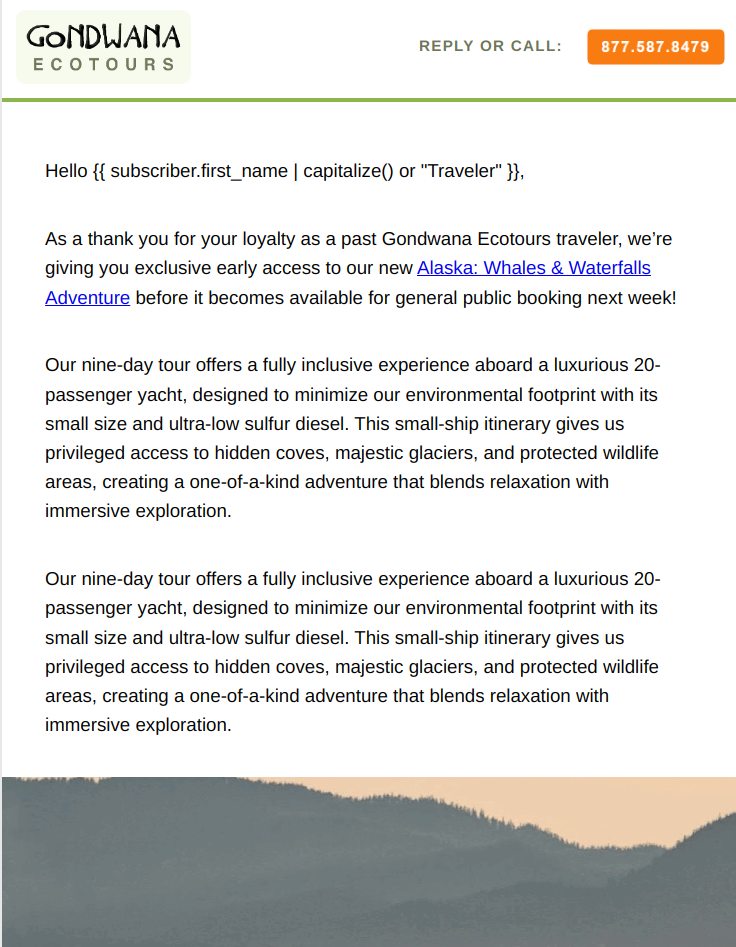 GONDWANA
ECOTOURS
REPLY OR CALL:
877.587.8479
Hello {{ subscriber.first_name | capitalize() or "Traveler" }},
As a thank you for your loyalty as a past Gondwana Ecotours traveler, we’re
giving you exclusive early access to our new Alaska: Whales & Waterfalls
Adventure before it becomes available for general public booking next week!
Our nine-day tour offers a fully inclusive experience aboard a luxurious 20-
passenger yacht, designed to minimize our environmental footprint with its
small size and ultra-low sulfur diesel. This small-ship itinerary gives us
privileged access to hidden coves, majestic glaciers, and protected wildlife
areas, creating a one-of-a-kind adventure that blends relaxation with
immersive exploration.
Our nine-day tour offers a fully inclusive experience aboard a luxurious 20-
passenger yacht, designed to minimize our environmental footprint with its
small size and ultra-low sulfur diesel. This small-ship itinerary gives us
privileged access to hidden coves, majestic glaciers, and protected wildlife
areas, creating a one-of-a-kind adventure that blends relaxation with
immersive exploration.